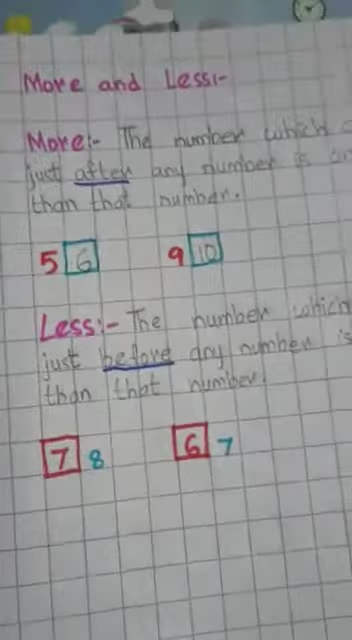 More and Less:-
More:- The number which
just after any number is
than that number.
5 6 9 10
Less:- The number which
just before any number is
than that number.
7 8 6 7